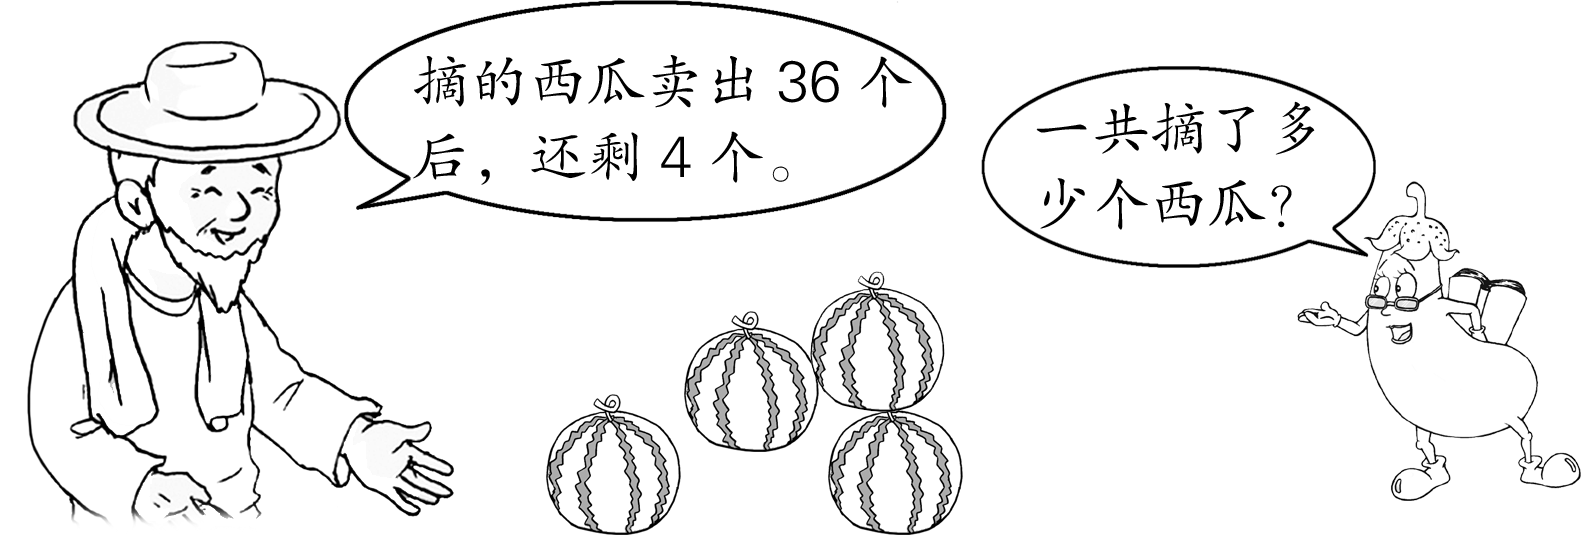 摘的西瓜卖出 36 个
后，还剩 4 个。
一共摘了多
少个西瓜？